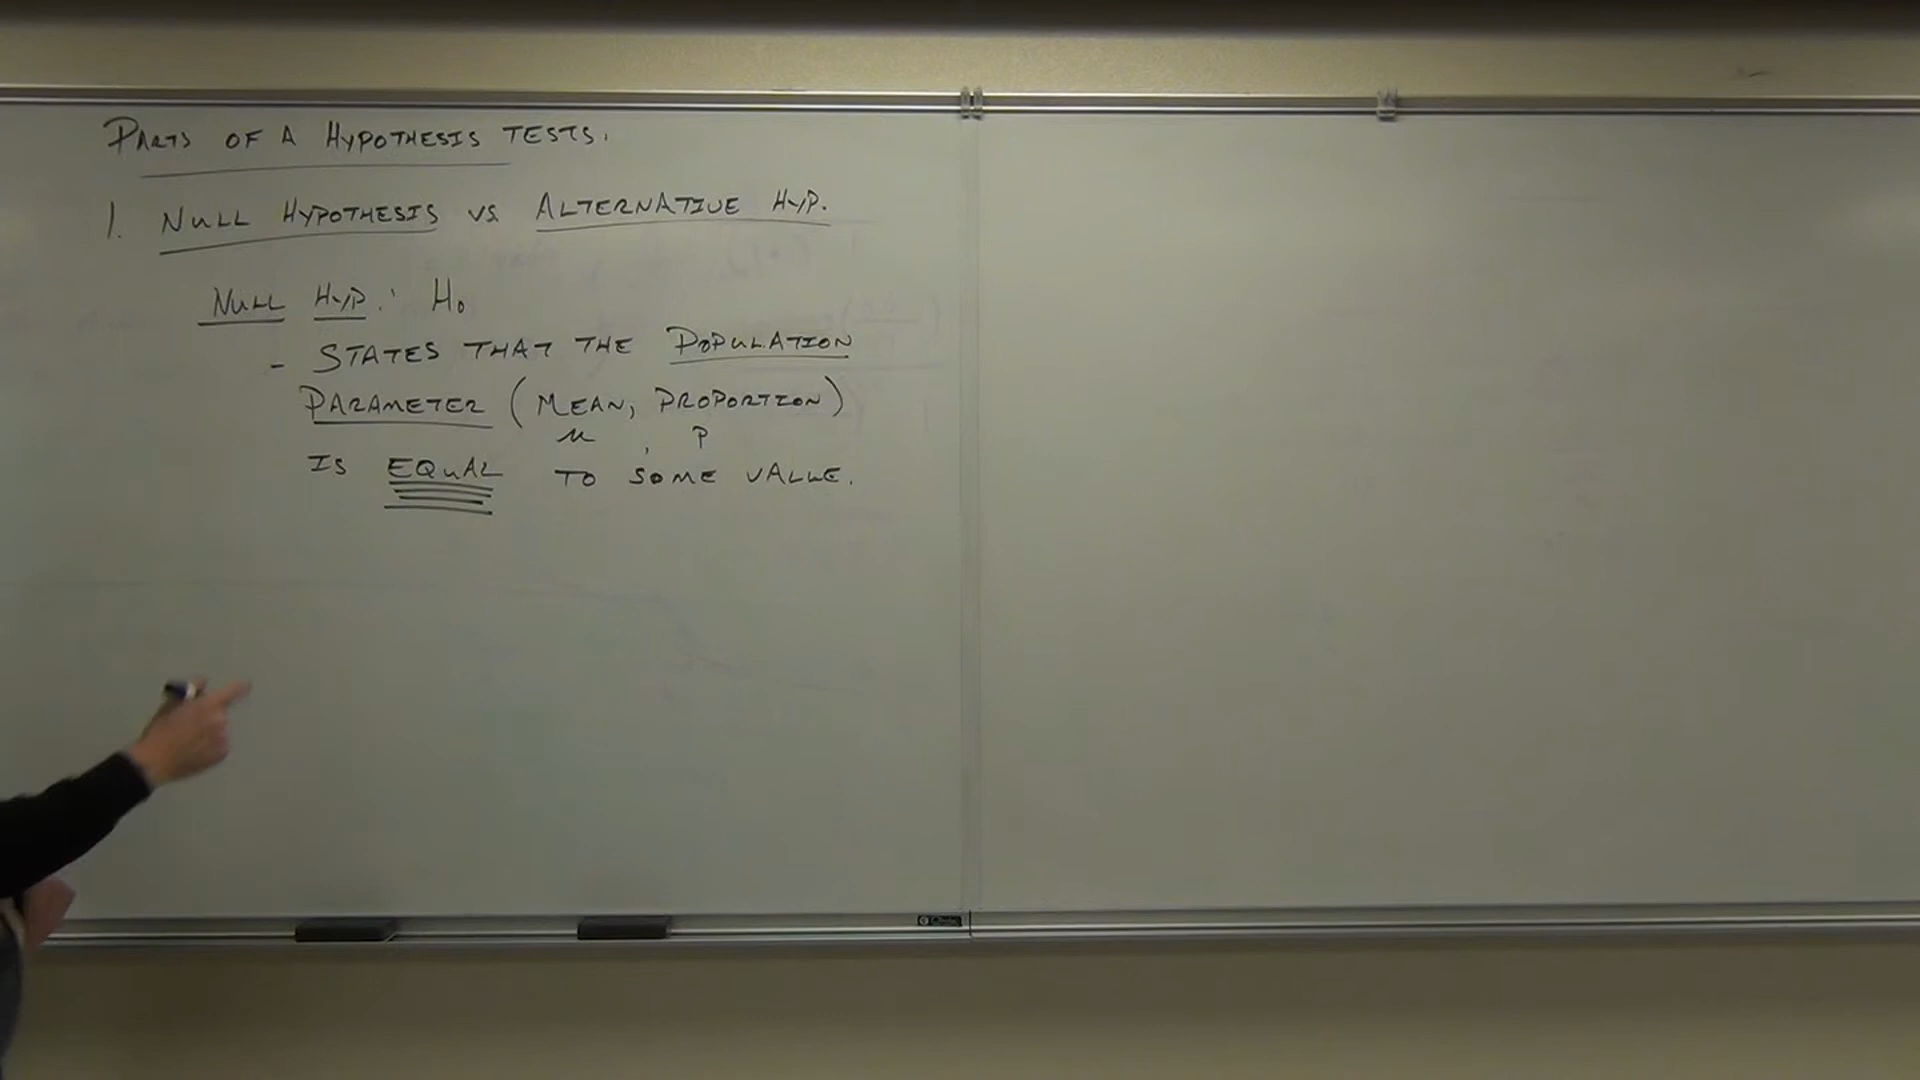 PARTS OF A HYPOTHESIS TESTS.
1. NULL HYPOTHESIS VS ALTERNATIVE HYP.
NULL HYP: H₀
- STATES THAT THE POPULATION
PARAMETER (MEAN, PROPORTION)
μ , P
IS EQUAL TO SOME VALUE.